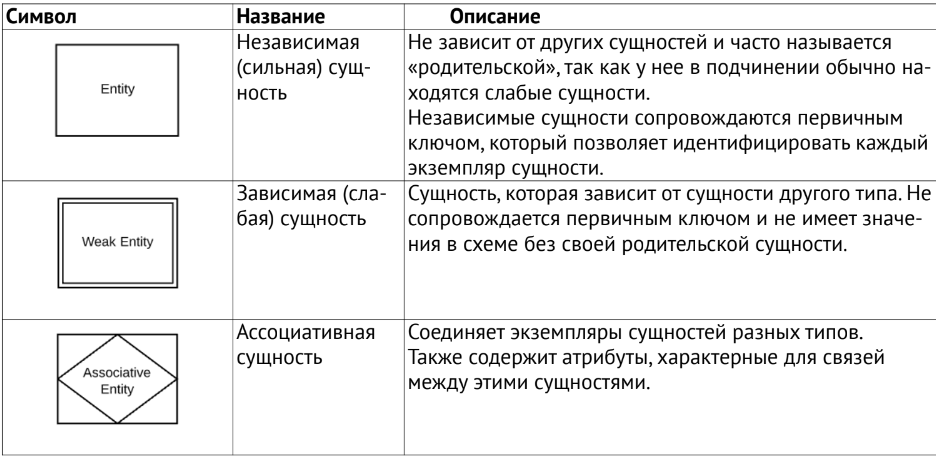 Символ Название Описание
Entity
Независимая
(сильная) сущ-
ность
Не зависит от других сущностей и часто называется
«родительской», так как у нее в подчинении обычно на-
ходятся слабые сущности.
Независимые сущности сопровождаются первичным
ключом, который позволяет идентифицировать каждый
экземпляр сущности.
Weak Entity
Зависимая (сла-
бая) сущность
Сущность, которая зависит от сущности другого типа. Не
сопровождается первичным ключом и не имеет значе-
ния в схеме без своей родительской сущности.
Associative
Entity
Ассоциативная
сущность
Соединяет экземпляры сущностей разных типов.
Также содержит атрибуты, характерные для связей
между этими сущностями.